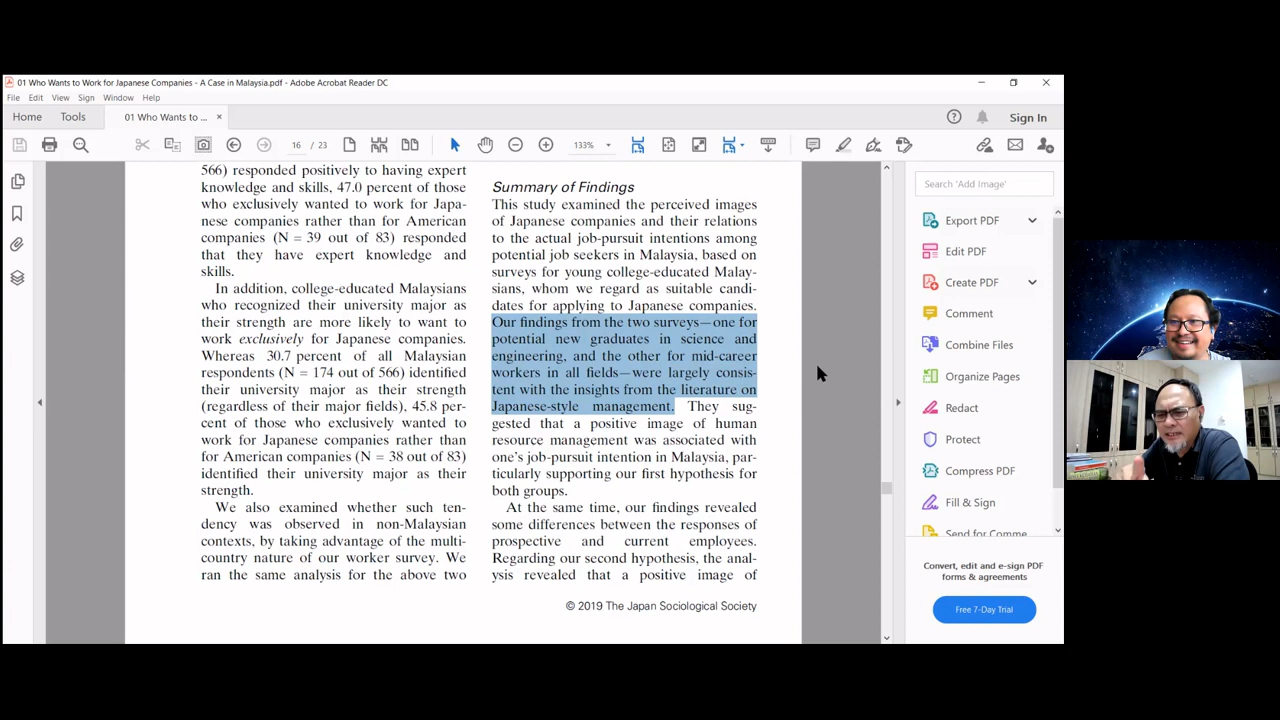 01 Who Wants to Work for Japanese Companies - A Case in Malaysia.pdf - Adobe Acrobat Reader DC
File Edit View Sign Window Help
Home Tools 01 Who Wants to ... × Sign In
16 / 23 133%
566) responded positively to having expert
knowledge and skills, 47.0 percent of those
who exclusively wanted to work for Japa-
nese companies rather than for American
companies (N = 39 out of 83) responded
that they have expert knowledge and
skills.
In addition, college-educated Malaysians
who recognized their university major as
their strength are more likely to want to
work exclusively for Japanese companies.
Whereas 30.7 percent of all Malaysian
respondents (N = 174 out of 566) identified
their university major as their strength
(regardless of their major fields), 45.8 per-
cent of those who exclusively wanted to
work for Japanese companies rather than
for American companies (N = 38 out of 83)
identified their university major as their
strength.
We also examined whether such ten-
dency was observed in non-Malaysian
contexts, by taking advantage of the multi-
country nature of our worker survey. We
ran the same analysis for the above two
Summary of Findings
This study examined the perceived images
of Japanese companies and their relations
to the actual job-pursuit intentions among
potential job seekers in Malaysia, based on
surveys for young college-educated Malay-
sians, whom we regard as suitable candi-
dates for applying to Japanese companies.
Our findings from the two surveys—one for
potential new graduates in science and
engineering, and the other for mid-career
workers in all fields—were largely consis-
tent with the insights from the literature on
Japanese-style management. They sug-
gested that a positive image of human
resource management was associated with
one's job-pursuit intention in Malaysia, par-
ticularly supporting our first hypothesis for
both groups.
At the same time, our findings revealed
some differences between the responses of
prospective and current employees.
Regarding our second hypothesis, the anal-
ysis revealed that a positive image of
© 2019 The Japan Sociological Society
Search 'Add Image'
Export PDF
Edit PDF
Create PDF
Comment
Combine Files
Organize Pages
Redact
Protect
Compress PDF
Fill & Sign
Send for Comme
Convert, edit and e-sign PDF
forms & agreements
Free 7-Day Trial